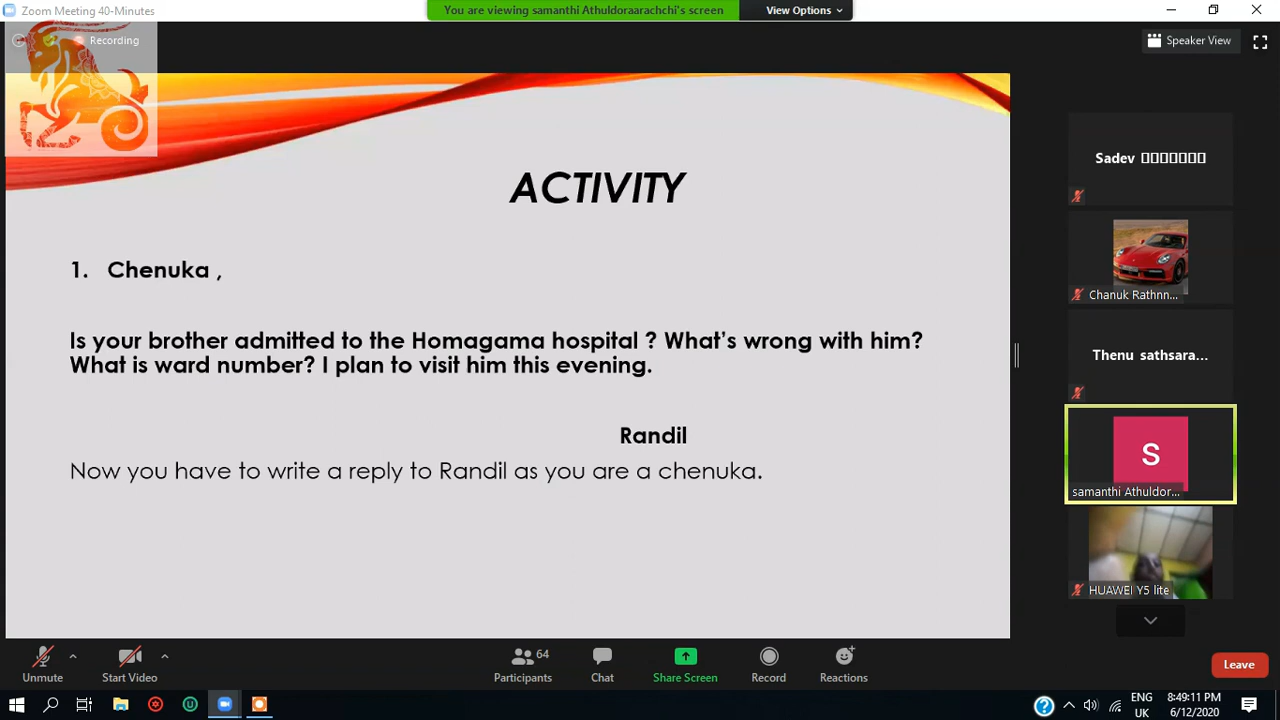 Zoom Meeting 40-Minutes
You are viewing samanthi Athuldoraarachchi's screen
View Options
Recording
Speaker View
ACTIVITY
1. Chenuka ,
Is your brother admitted to the Homagama hospital ? What's wrong with him?
What is ward number? I plan to visit him this evening.
Randil
Now you have to write a reply to Randil as you are a chenuka.
Sadev
Chanuk Rathnn...
Thenu sathsara...
S
samanthi Athuldor...
HUAWEI Y5 lite
Unmute
Start Video
64
Participants
Chat
Share Screen
Record
Reactions
Leave
ENG
UK
8:49:11 PM
6/12/2020